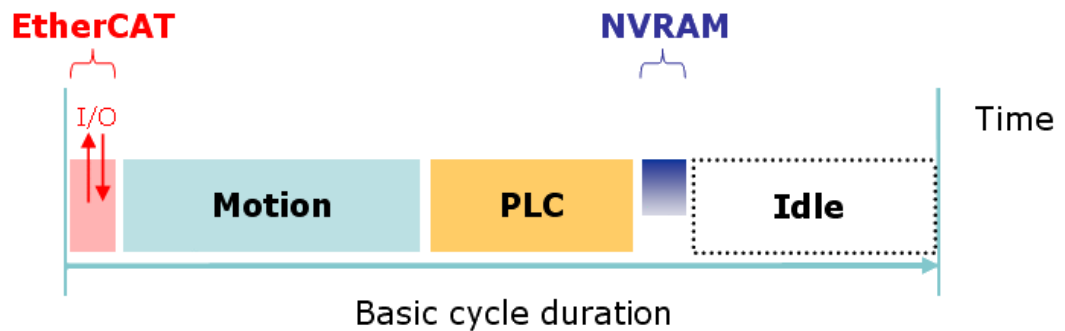 EtherCAT
NVRAM
I/O
Time
Motion
PLC
Idle
Basic cycle duration